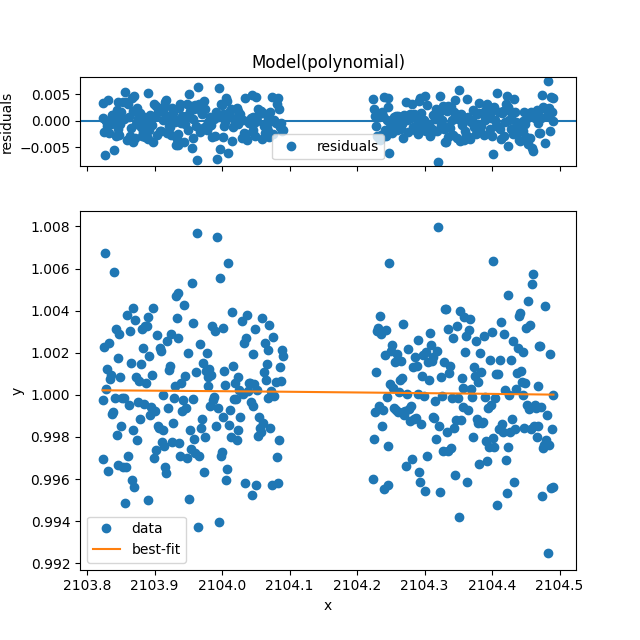 Model(polynomial)
residuals
0.005
0.000
−0.005
residuals
y
1.008
1.006
1.004
1.002
1.000
0.998
0.996
0.994
0.992
data
best-fit
2103.8 2103.9 2104.0 2104.1 2104.2 2104.3 2104.4 2104.5
x